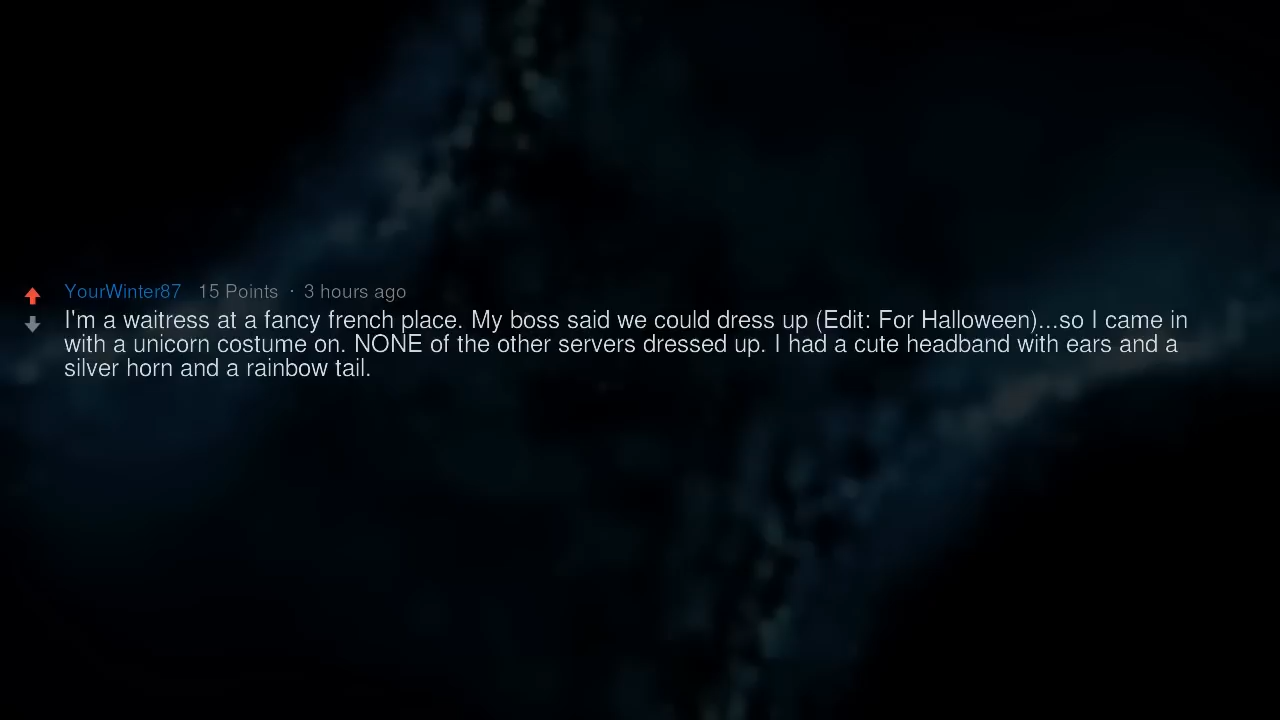 YourWinter87 15 Points · 3 hours ago
I'm a waitress at a fancy french place. My boss said we could dress up (Edit: For Halloween)...so I came in
with a unicorn costume on. NONE of the other servers dressed up. I had a cute headband with ears and a
silver horn and a rainbow tail.